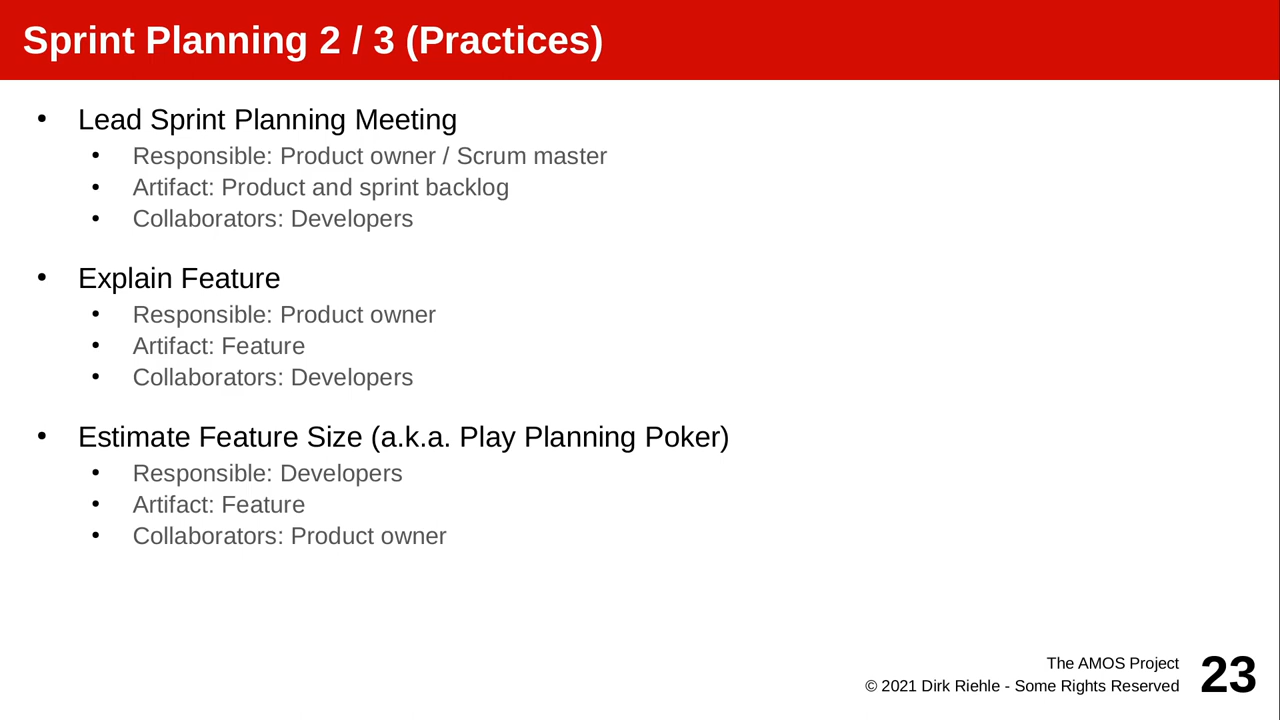 Sprint Planning 2 / 3 (Practices)
• Lead Sprint Planning Meeting
• Responsible: Product owner / Scrum master
• Artifact: Product and sprint backlog
• Collaborators: Developers
• Explain Feature
• Responsible: Product owner
• Artifact: Feature
• Collaborators: Developers
• Estimate Feature Size (a.k.a. Play Planning Poker)
• Responsible: Developers
• Artifact: Feature
• Collaborators: Product owner
The AMOS Project
© 2021 Dirk Riehle - Some Rights Reserved
23